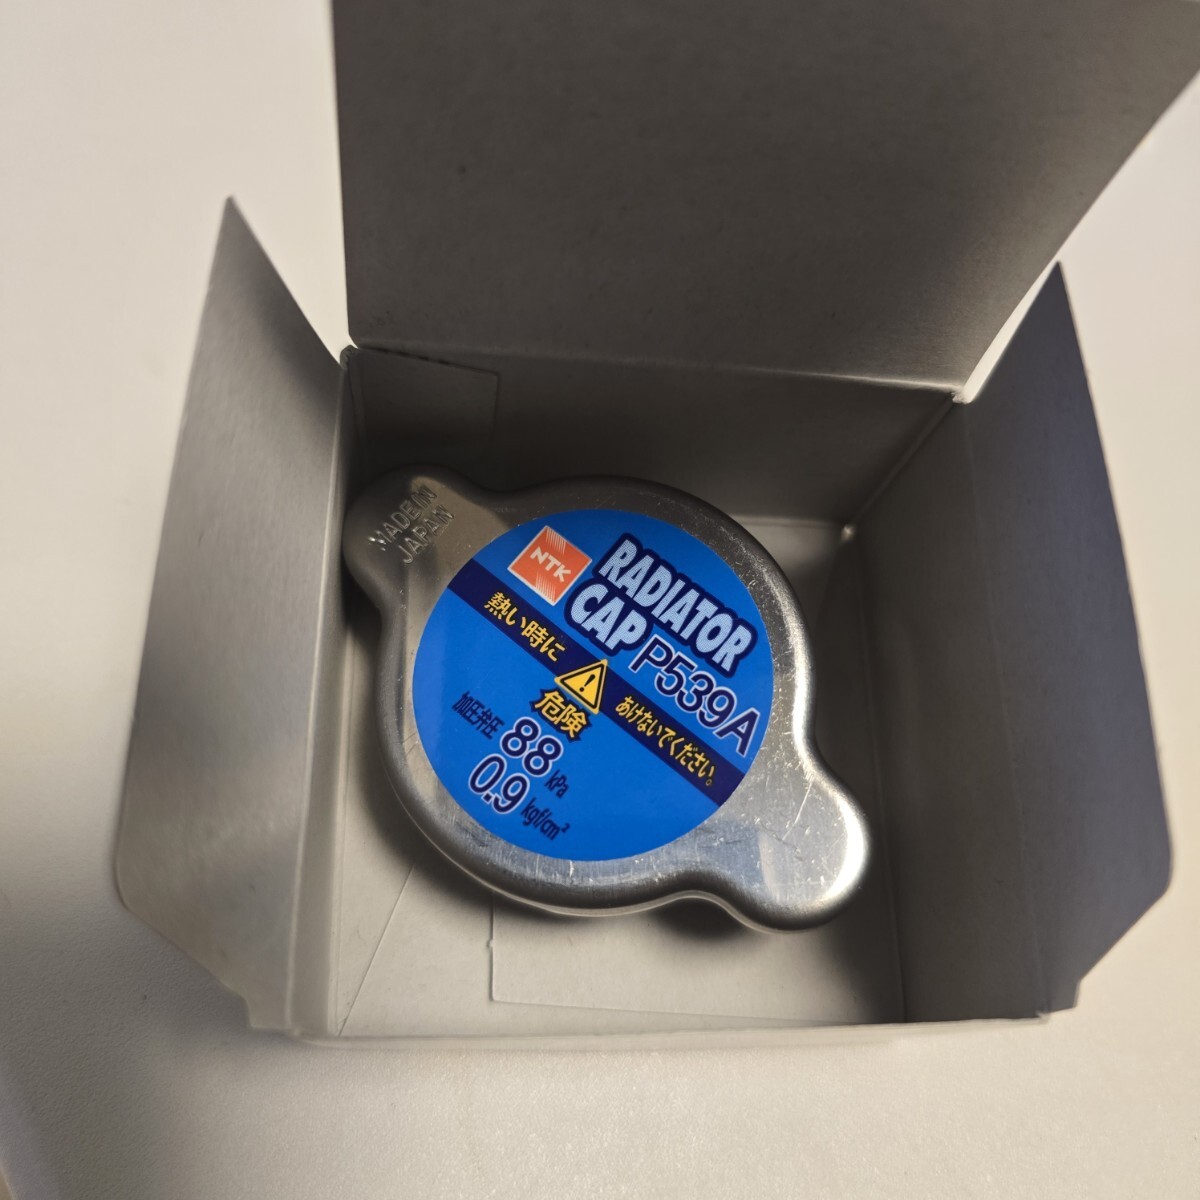 MADE IN
JAPAN
NTK
RADIATOR
CAP P539A
熱い時に
あけないでください。
危険
加圧弁圧
88 kPa
0.9 kgf/cm²